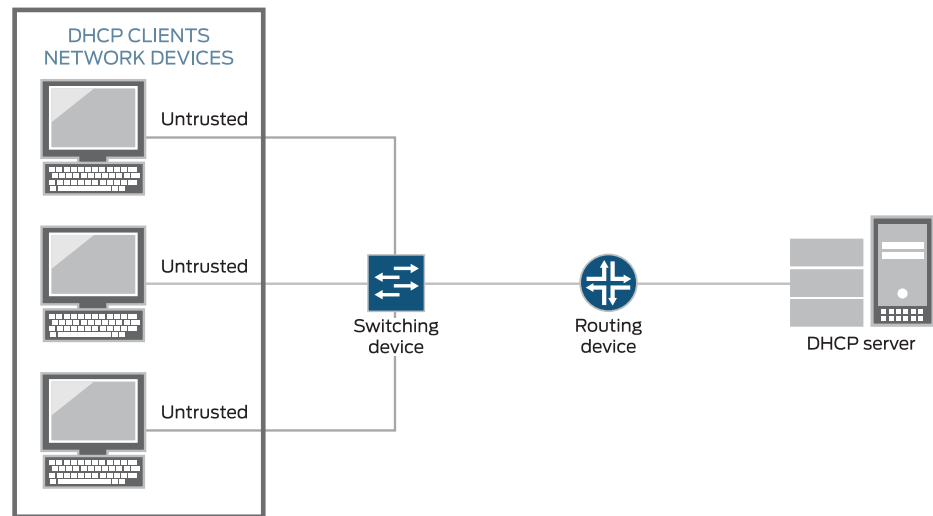 DHCP CLIENTS
NETWORK DEVICES
Untrusted
Untrusted
Untrusted
Switching
device
Routing
device
DHCP server